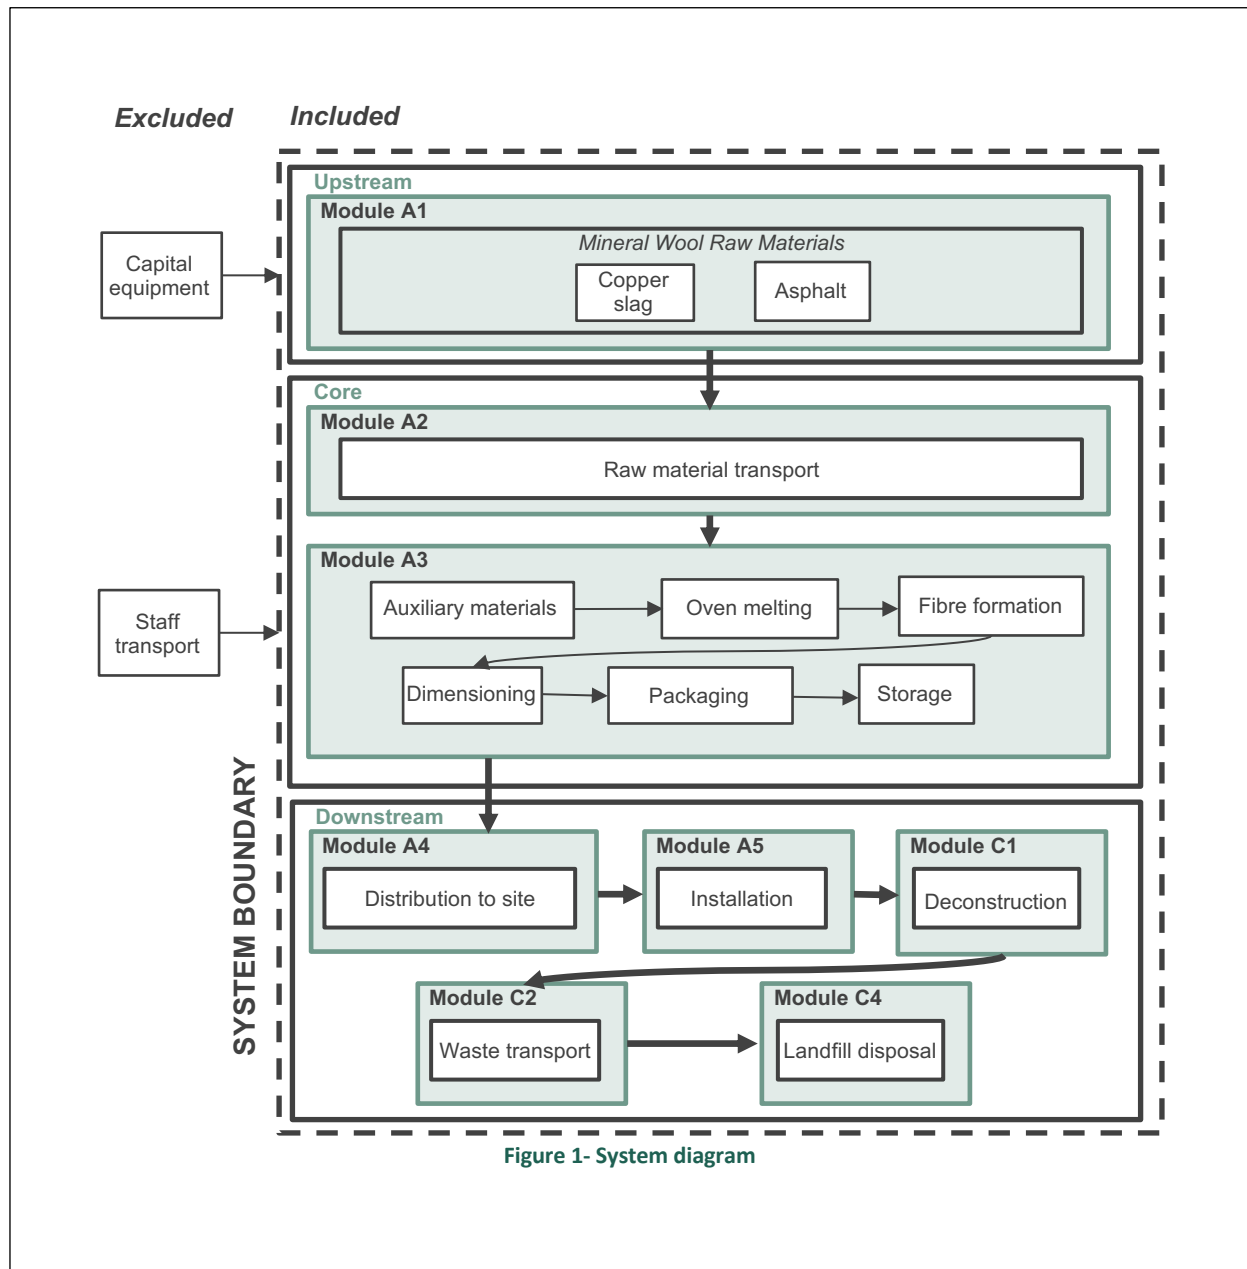 Excluded
Included
Upstream
Module A1
Mineral Wool Raw Materials
Copper
slag
Asphalt
Capital
equipment
Core
Module A2
Raw material transport
Module A3
Auxiliary materials
Oven melting
Fibre formation
Dimensioning
Packaging
Storage
Staff
transport
SYSTEM BOUNDARY
Downstream
Module A4
Distribution to site
Module A5
Installation
Module C1
Deconstruction
Module C2
Waste transport
Module C4
Landfill disposal
Figure 1- System diagram